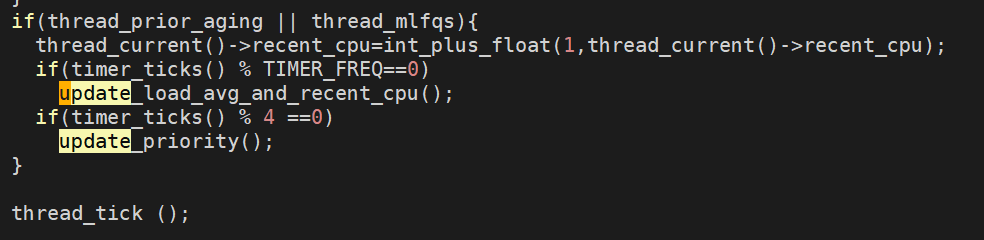 }
if(thread_prior_aging || thread_mlfqs){
thread_current()->recent_cpu=int_plus_float(1,thread_current()->recent_cpu);
if(timer_ticks() % TIMER_FREQ==0)
update_load_avg_and_recent_cpu();
if(timer_ticks() % 4 ==0)
update_priority();
}
thread_tick ();